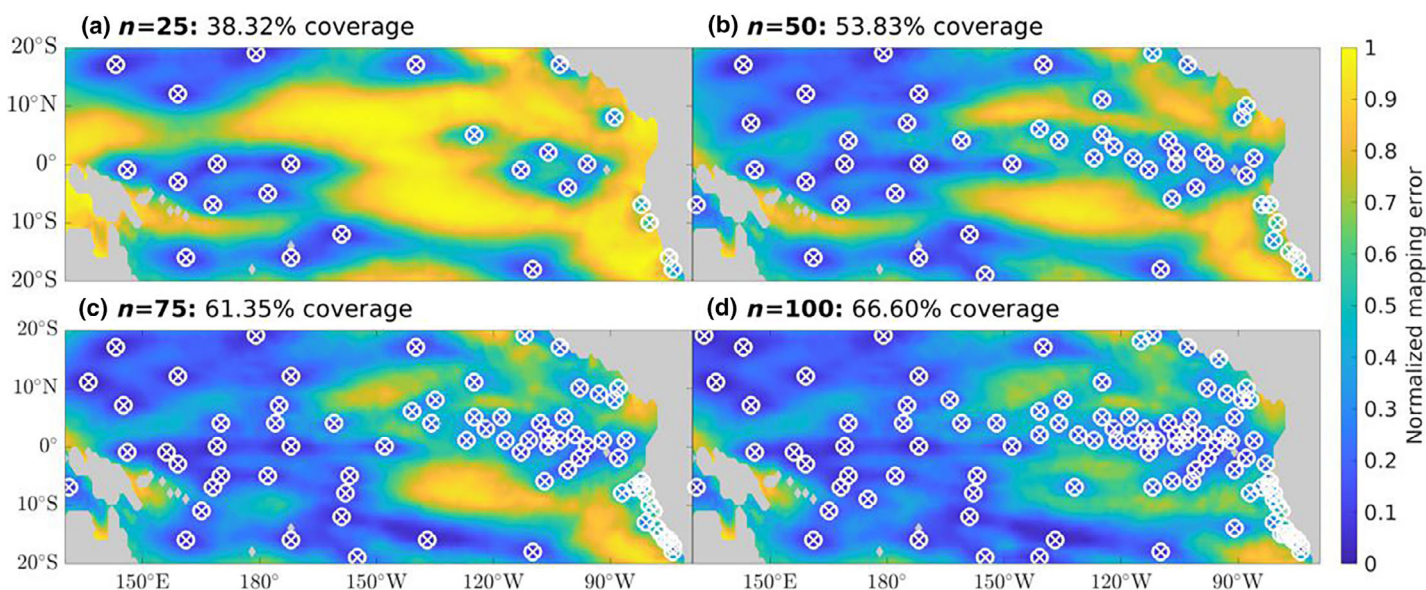 (a) n=25: 38.32% coverage
(b) n=50: 53.83% coverage
20°S
10°N
0°
10°S
20°S
(c) n=75: 61.35% coverage
(d) n=100: 66.60% coverage
20°S
10°N
0°
10°S
20°S
150°E
180°
150°W
120°W
90°W
150°E
180°
150°W
120°W
90°W
1
0.9
0.8
0.7
0.6
0.5
0.4
0.3
0.2
0.1
0
Normalized mapping error